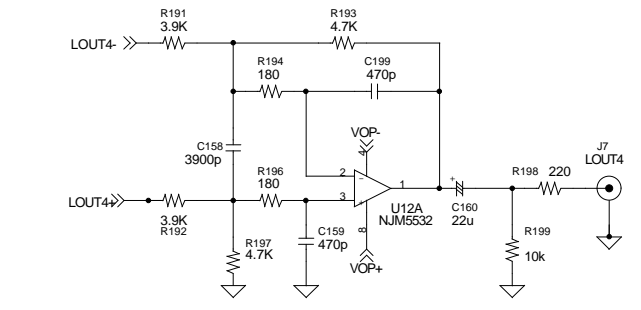 R191
3.9K
R193
4.7K
LOUT4-
R194
180
C199
470p
VOP-
4
C158
3900p
J7
LOUT4
R196
180
2
-
1
R198
220
3
+
+
LOUT4+
3.9K
R192
U12A
NJM5532
C160
22u
R197
4.7K
C159
470p
8
VOP+
R199
10k